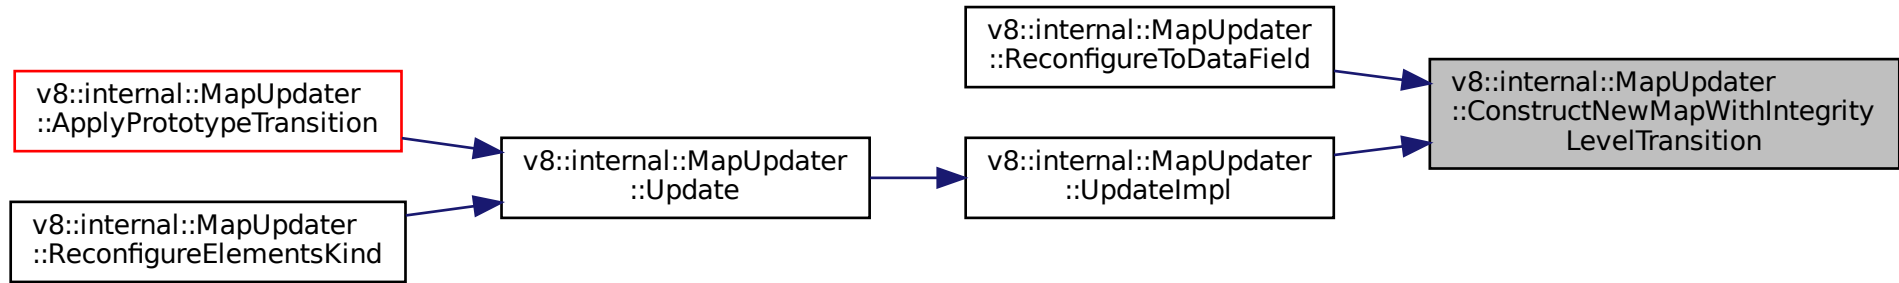 v8::internal::MapUpdater
::ApplyPrototypeTransition
v8::internal::MapUpdater
::ReconfigureElementsKind
v8::internal::MapUpdater
::Update
v8::internal::MapUpdater
::ReconfigureToDataField
v8::internal::MapUpdater
::UpdateImpl
v8::internal::MapUpdater
::ConstructNewMapWithIntegrity
LevelTransition